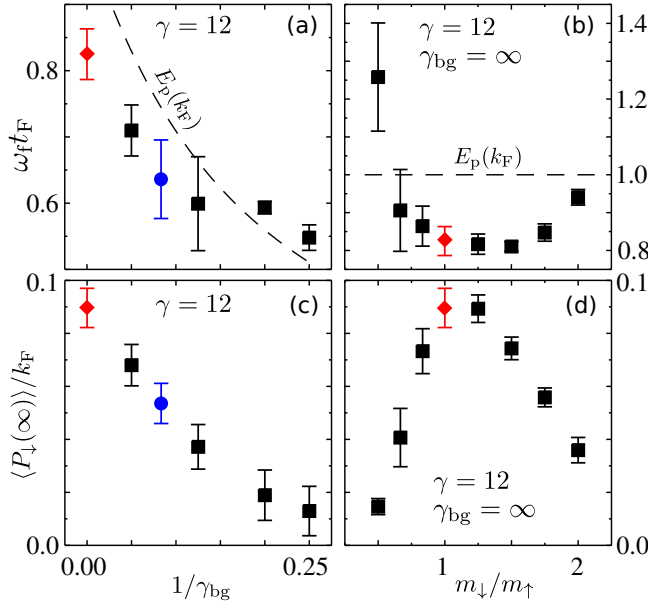 γ = 12
(a)
0.8
0.6
ω_f t_F
E_p(k_F)
γ = 12
γ_bg = ∞
(b)
1.4
1.2
1.0
0.8
E_p(k_F)
γ = 12
(c)
0.1
0.0
⟨P_↓(∞)⟩/k_F
0.00
0.25
1/γ_bg
(d)
0.1
0.0
γ = 12
γ_bg = ∞
1
2
m_↓/m_↑